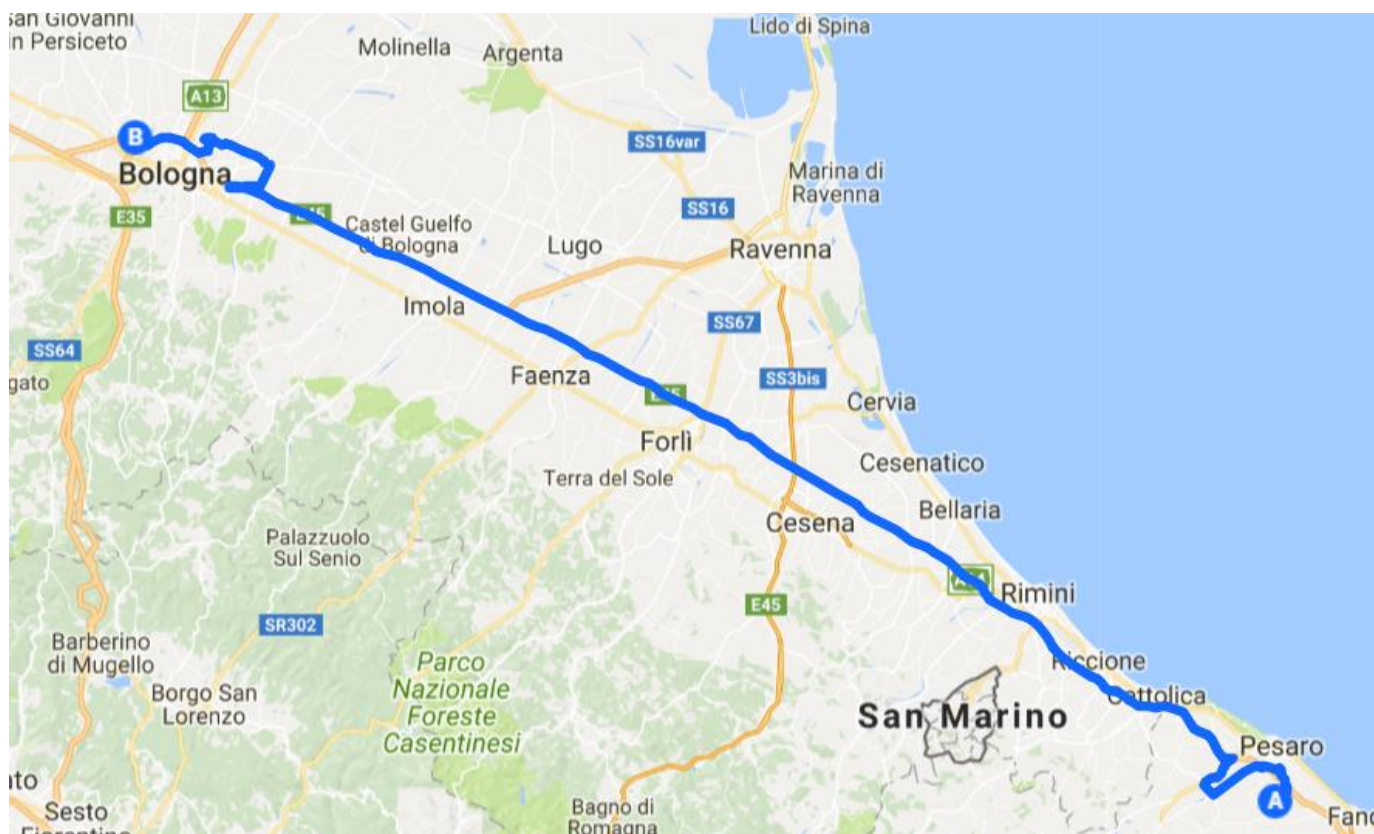 San Giovanni
in Persiceto
Lido di Spina
Molinella
Argenta
A13
B
SS16var
Bologna
Marina di
Ravenna
E35
SS16
Castel Guelfo
di Bologna
Lugo
Ravenna
Imola
SS67
SS64
gato
Faenza
SS3bis
Cervia
Forlì
Cesenatico
Terra del Sole
Bellaria
Cesena
Palazzuolo
Sul Senio
Rimini
E45
SR302
Barberino
di Mugello
Parco
Nazionale
Foreste
Casentinesi
Riccione
Borgo San
Lorenzo
Cattolica
San Marino
Pesaro
A
Sesto
Bagno di
Romagna
Fano